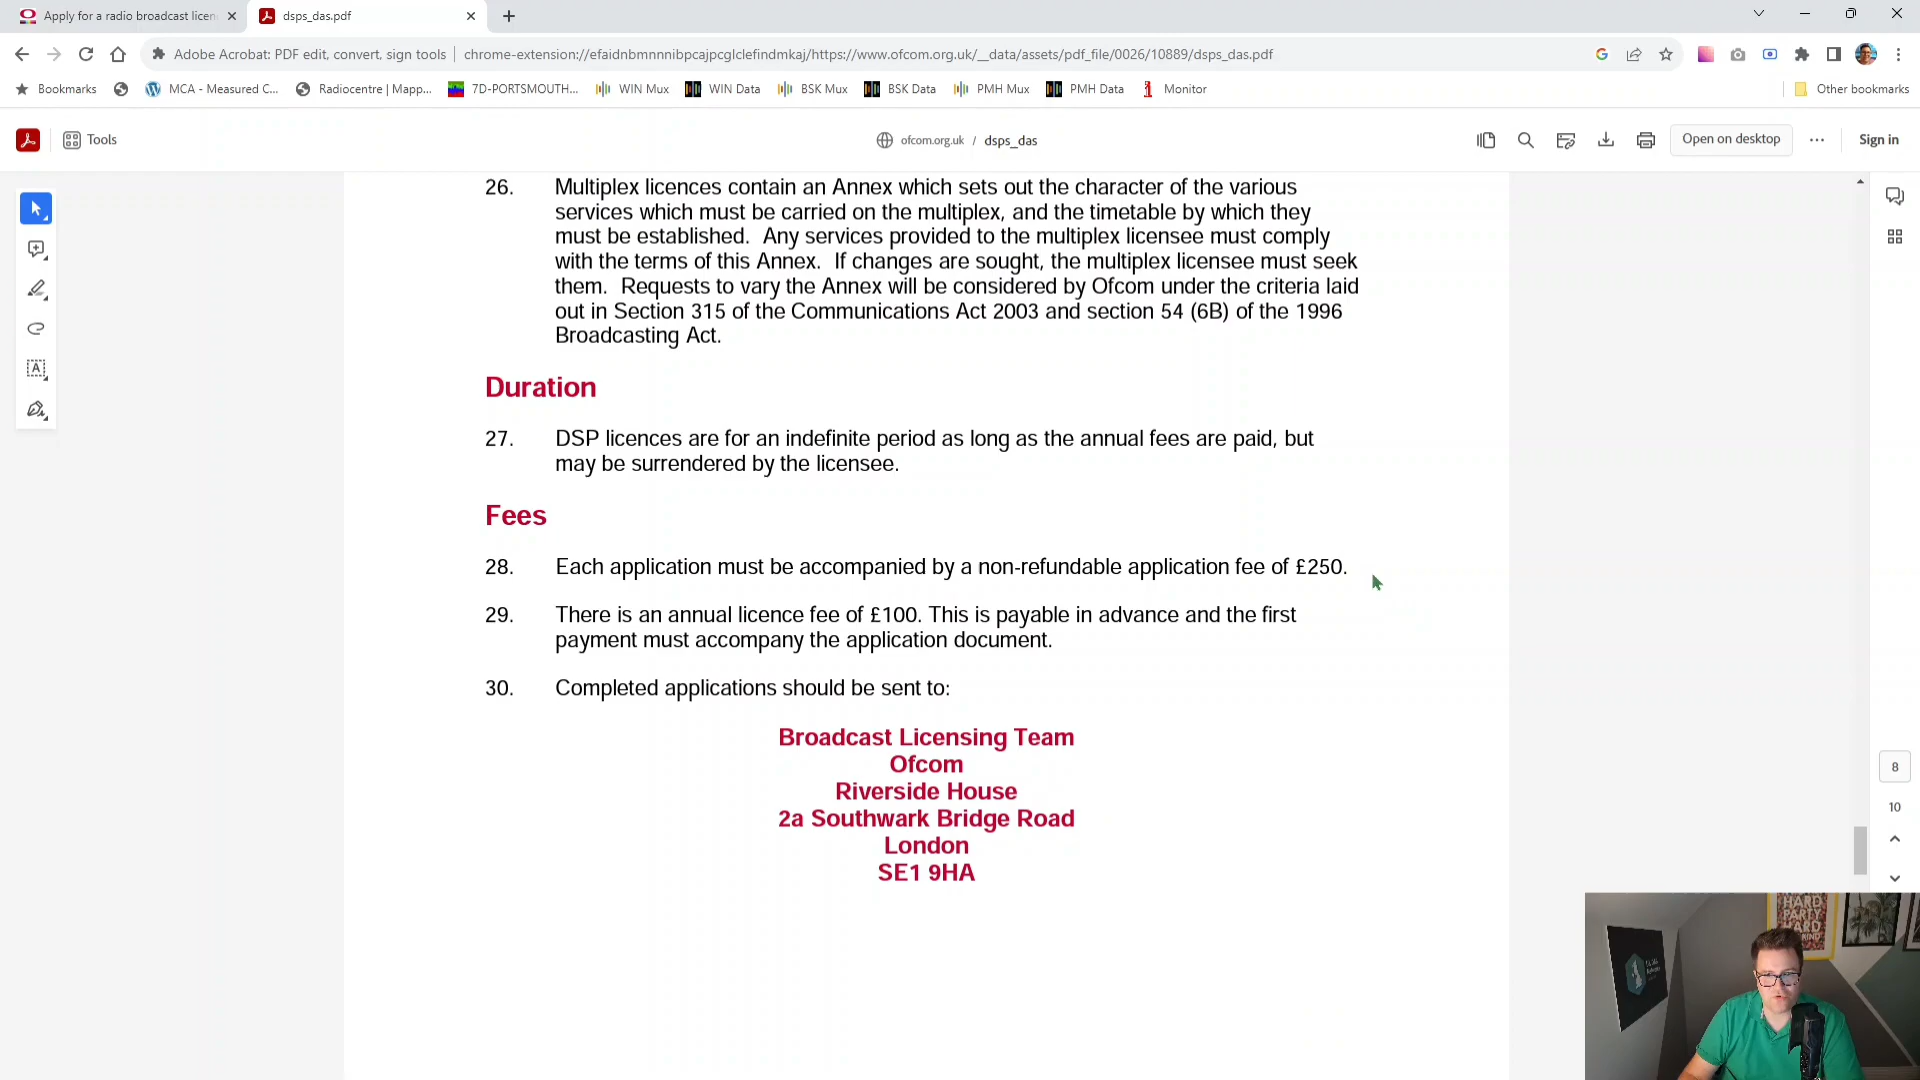 Apply for a radio broadcast licen
dsps_das.pdf
Adobe Acrobat: PDF edit, convert, sign tools
chrome-extension://efaidnbmnnnibpcajpcglclefindmkaj/https://www.ofcom.org.uk/__data/assets/pdf_file/0026/10889/dsps_das.pdf
Bookmarks
MCA - Measured C...
Radiocentre | Mapp...
7D-PORTSMOUTH...
WIN Mux
WIN Data
BSK Mux
BSK Data
PMH Mux
PMH Data
Monitor
Other bookmarks
Tools
ofcom.org.uk / dsps_das
Open on desktop
Sign in
26. Multiplex licences contain an Annex which sets out the character of the various
services which must be carried on the multiplex, and the timetable by which they
must be established. Any services provided to the multiplex licensee must comply
with the terms of this Annex. If changes are sought, the multiplex licensee must seek
them. Requests to vary the Annex will be considered by Ofcom under the criteria laid
out in Section 315 of the Communications Act 2003 and section 54 (6B) of the 1996
Broadcasting Act.
Duration
27. DSP licences are for an indefinite period as long as the annual fees are paid, but
may be surrendered by the licensee.
Fees
28. Each application must be accompanied by a non-refundable application fee of £250.
29. There is an annual licence fee of £100. This is payable in advance and the first
payment must accompany the application document.
30. Completed applications should be sent to:
Broadcast Licensing Team
Ofcom
Riverside House
2a Southwark Bridge Road
London
SE1 9HA
8
10
HARD
PARTY
HARD